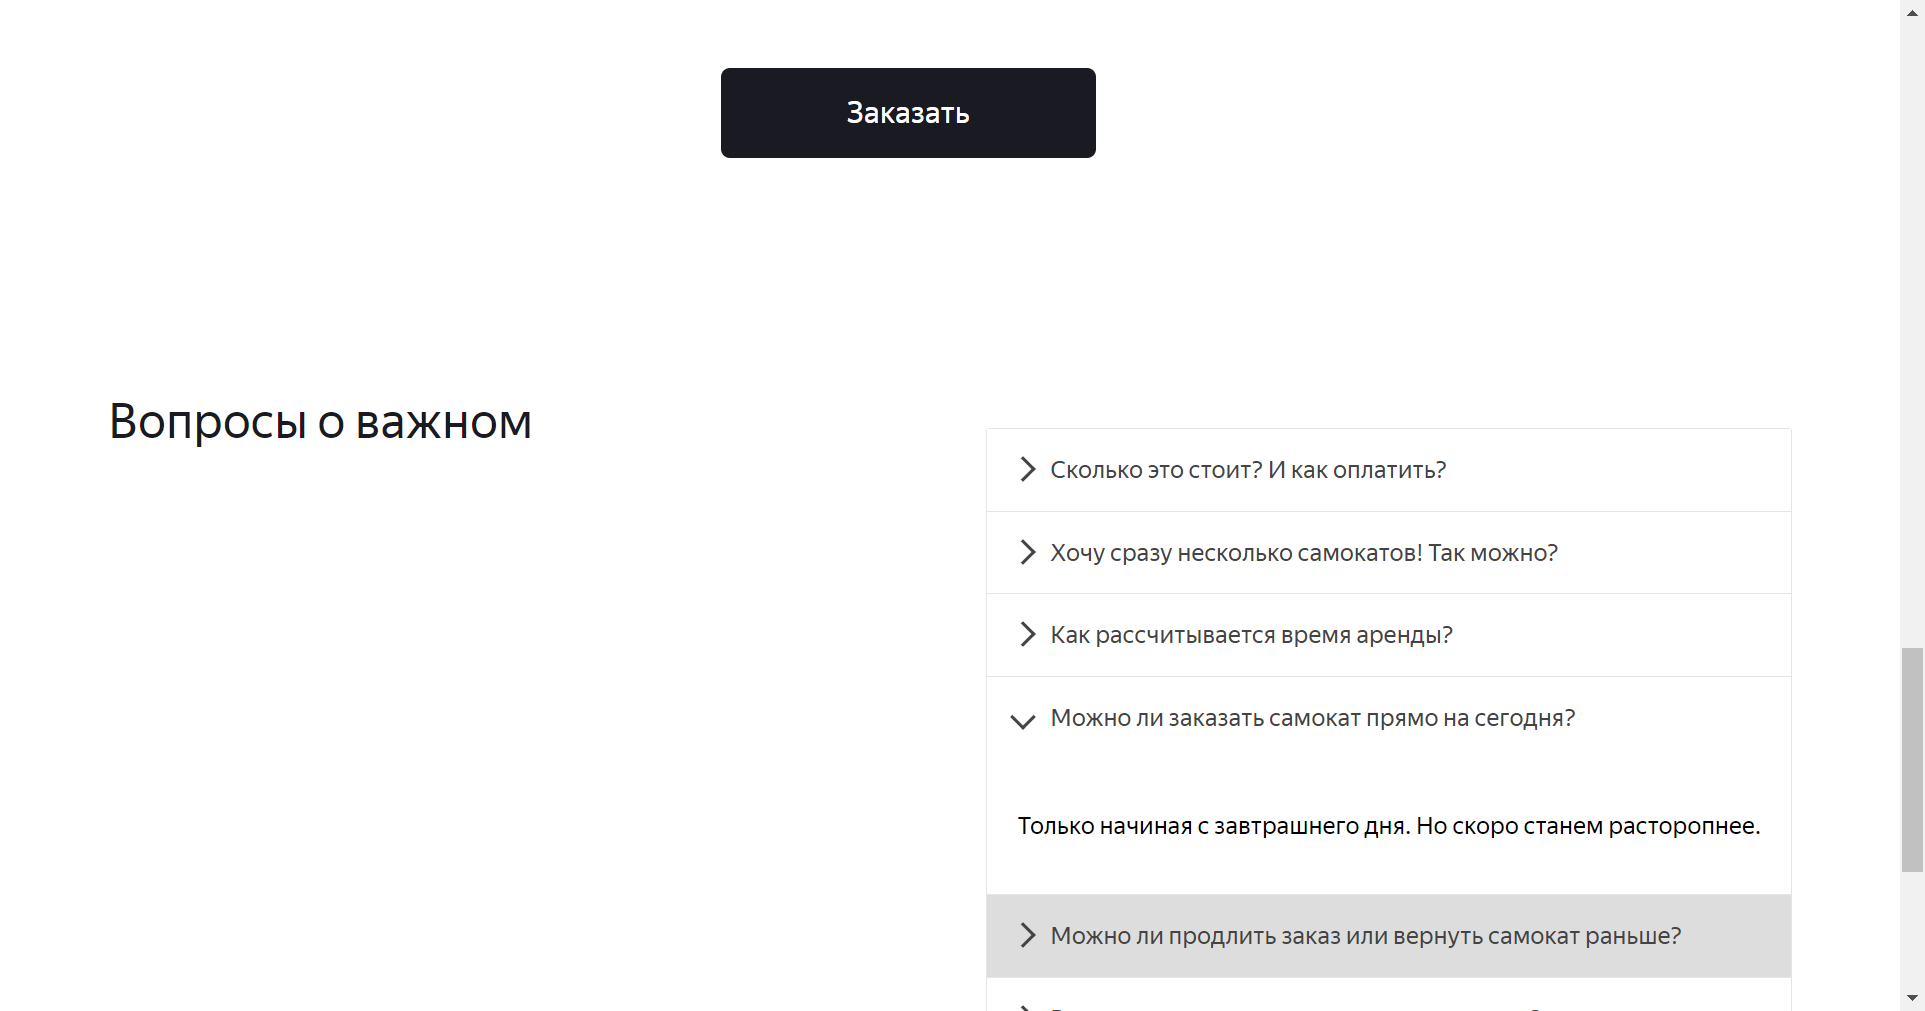 Заказать
Вопросы о важном
Сколько это стоит? И как оплатить?
Хочу сразу несколько самокатов! Так можно?
Как рассчитывается время аренды?
Можно ли заказать самокат прямо на сегодня?
Только начиная с завтрашнего дня. Но скоро станем расторопнее.
Можно ли продлить заказ или вернуть самокат раньше?